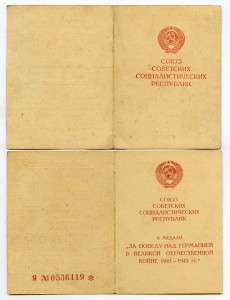 СОЮЗ
СОВЕТСКИХ
СОЦИАЛИСТИЧЕСКИХ
РЕСПУБЛИК
СОЮЗ
СОВЕТСКИХ
СОЦИАЛИСТИЧЕСКИХ
РЕСПУБЛИК
К МЕДАЛИ
„ЗА ПОБЕДУ НАД ГЕРМАНИЕЙ
В ВЕЛИКОЙ ОТЕЧЕСТВЕННОЙ
ВОЙНЕ 1941—1945 гг."
Я №0536119 *